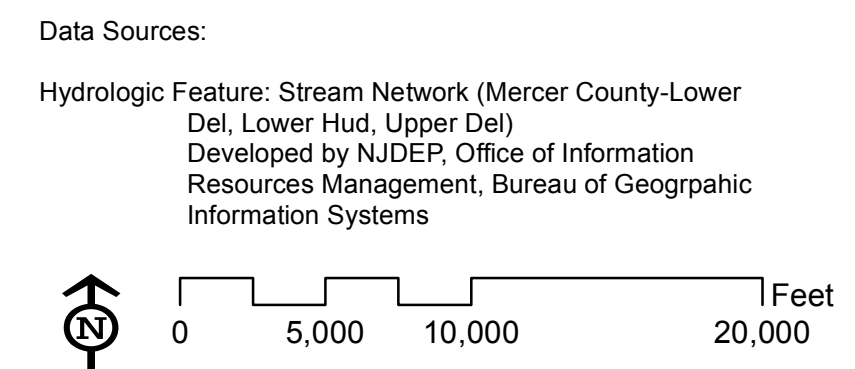 Data Sources:
Hydrologic Feature: Stream Network (Mercer County-Lower
Del, Lower Hud, Upper Del)
Developed by NJDEP, Office of Information
Resources Management, Bureau of Geogrpahic
Information Systems
Feet
N
0 5,000 10,000 20,000